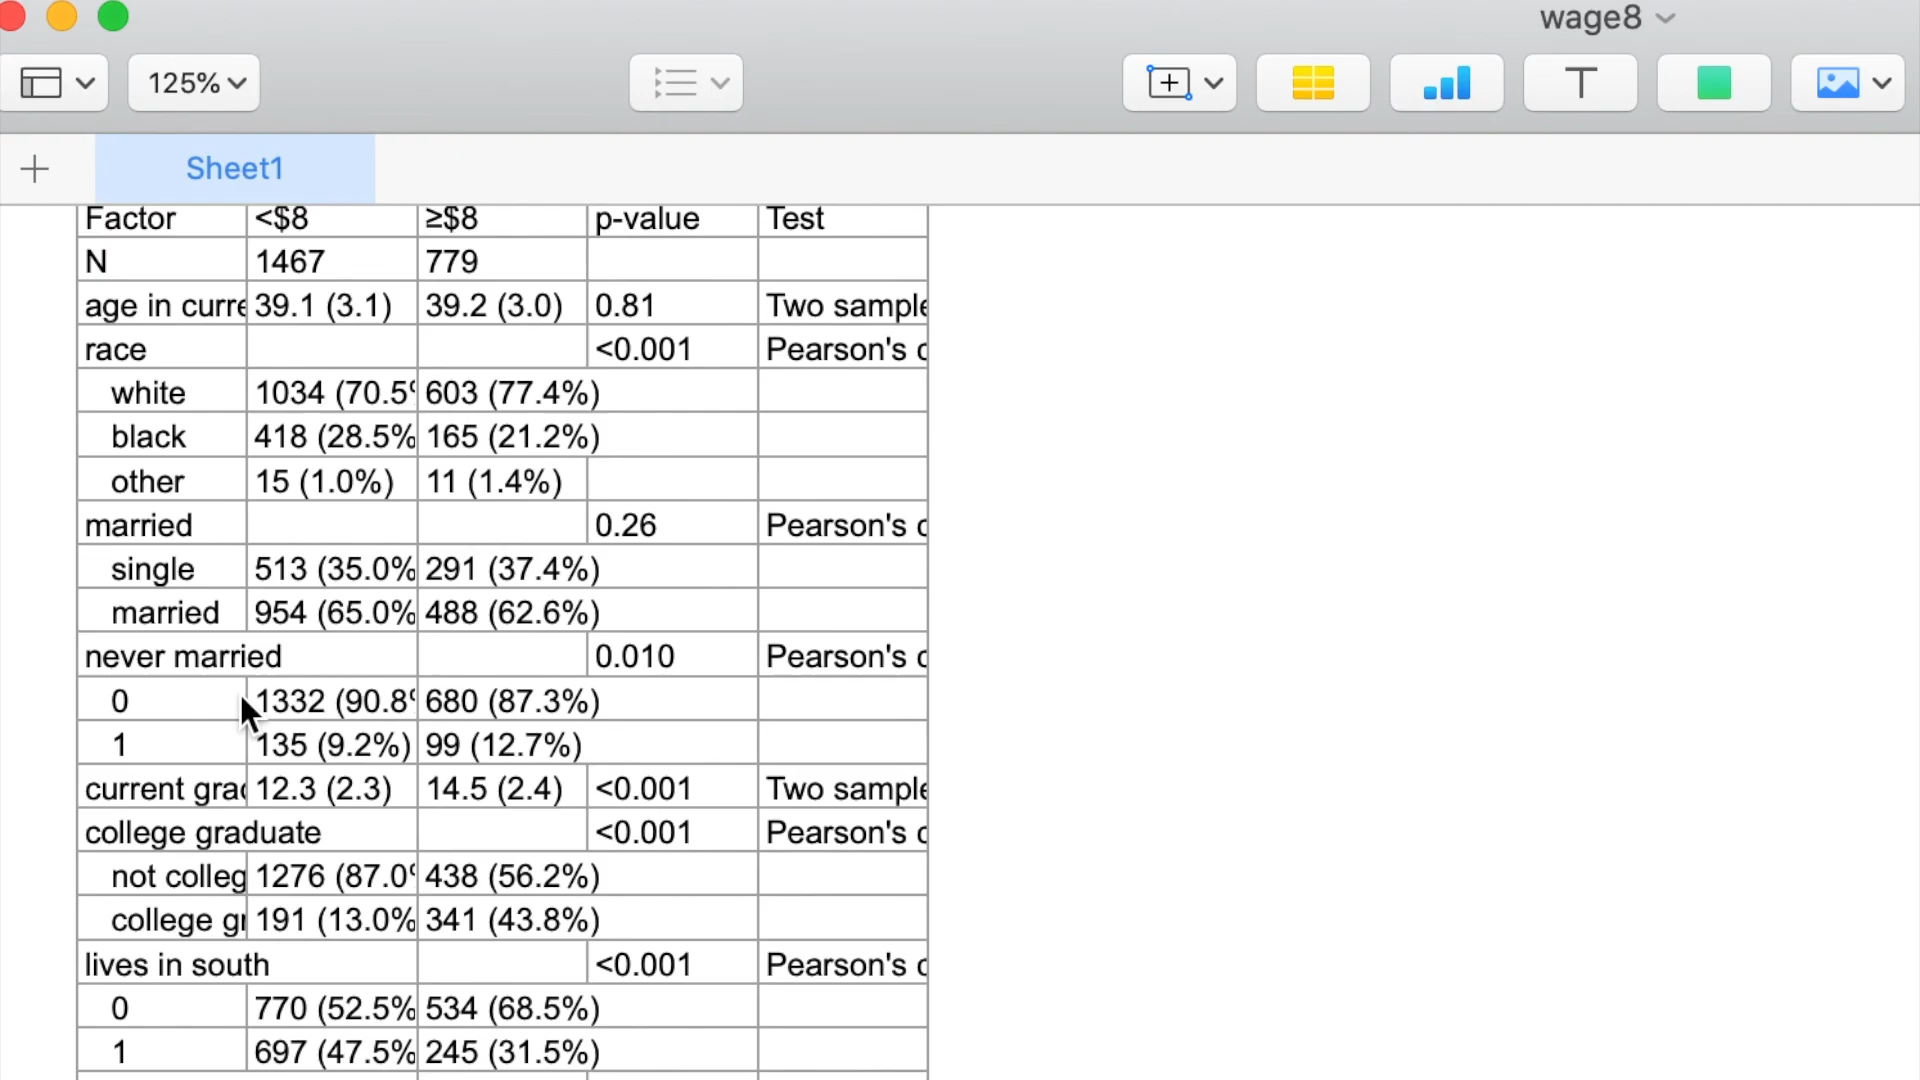 wage8
125%
Sheet1
Factor <$8 ≥$8 p-value Test
N 1467 779
age in 39.1 (3.1) 39.2 (3.0) 0.81 Two
race <0.001 Pearson's
white 1034 (70.5 603 (77.4%)
black 418 (28.5% 165 (21.2%)
other 15 (1.0%) 11 (1.4%)
married 0.26 Pearson's
single 513 (35.0% 291 (37.4%)
married 954 (65.0% 488 (62.6%)
never married 0.010 Pearson's
0 1332 (90.8 680 (87.3%)
1 135 (9.2%) 99 (12.7%)
current 12.3 (2.3) 14.5 (2.4) <0.001 Two
college graduate <0.001 Pearson's
not colleg 1276 (87.0 438 (56.2%)
college 191 (13.0% 341 (43.8%)
lives in south <0.001 Pearson's
0 770 (52.5% 534 (68.5%)
1 697 (47.5% 245 (31.5%)